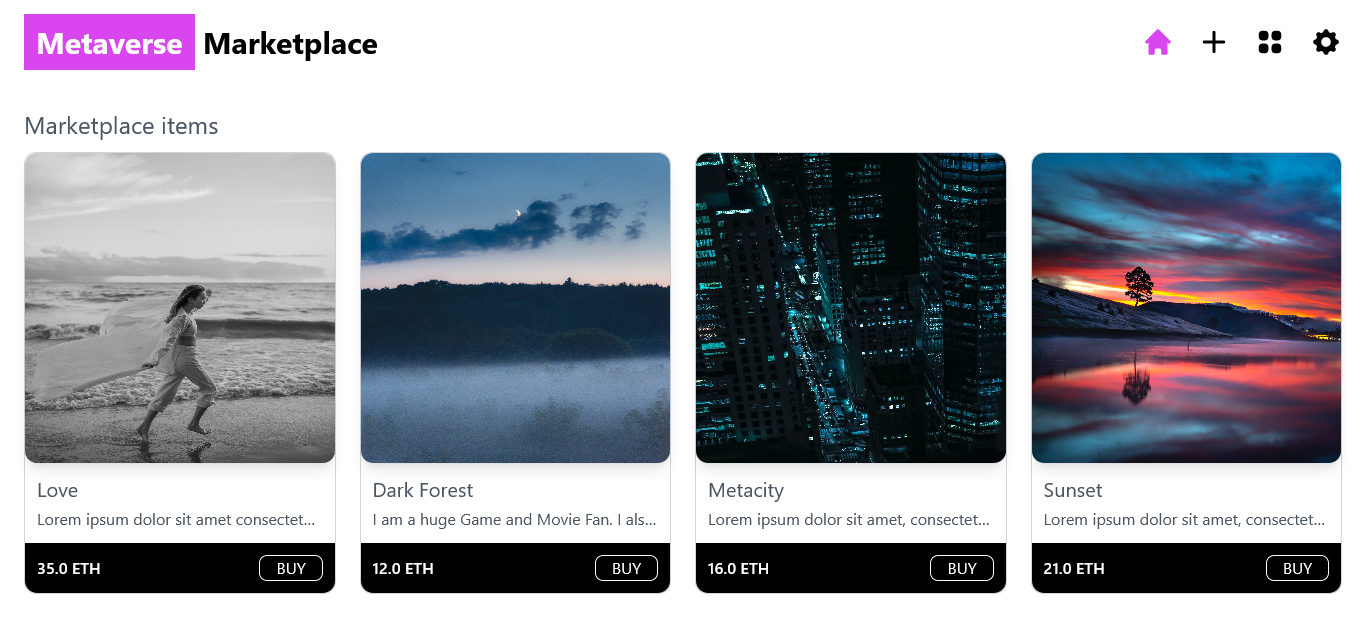 Metaverse Marketplace
Marketplace items
Love
Lorem ipsum dolor sit amet consectet...
35.0 ETH BUY
Dark Forest
I am a huge Game and Movie Fan. I als...
12.0 ETH BUY
Metacity
Lorem ipsum dolor sit amet, consectet...
16.0 ETH BUY
Sunset
Lorem ipsum dolor sit amet, consectet...
21.0 ETH BUY